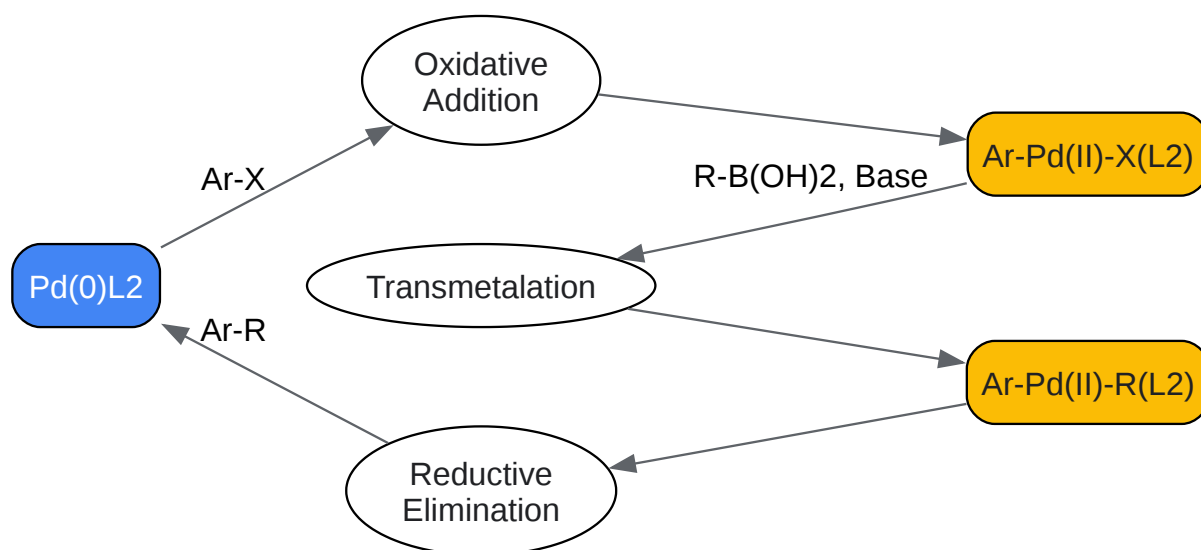 Oxidative
Addition
Ar-Pd(II)-X(L2)
Ar-X
R-B(OH)2, Base
Pd(0)L2
Transmetalation
Ar-R
Ar-Pd(II)-R(L2)
Reductive
Elimination